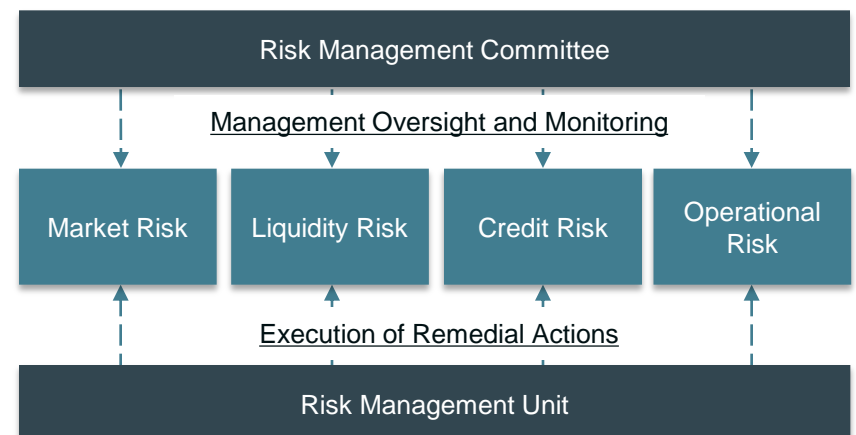 Risk Management Committee
Management Oversight and Monitoring
Market Risk
Liquidity Risk
Credit Risk
Operational
Risk
Execution of Remedial Actions
Risk Management Unit